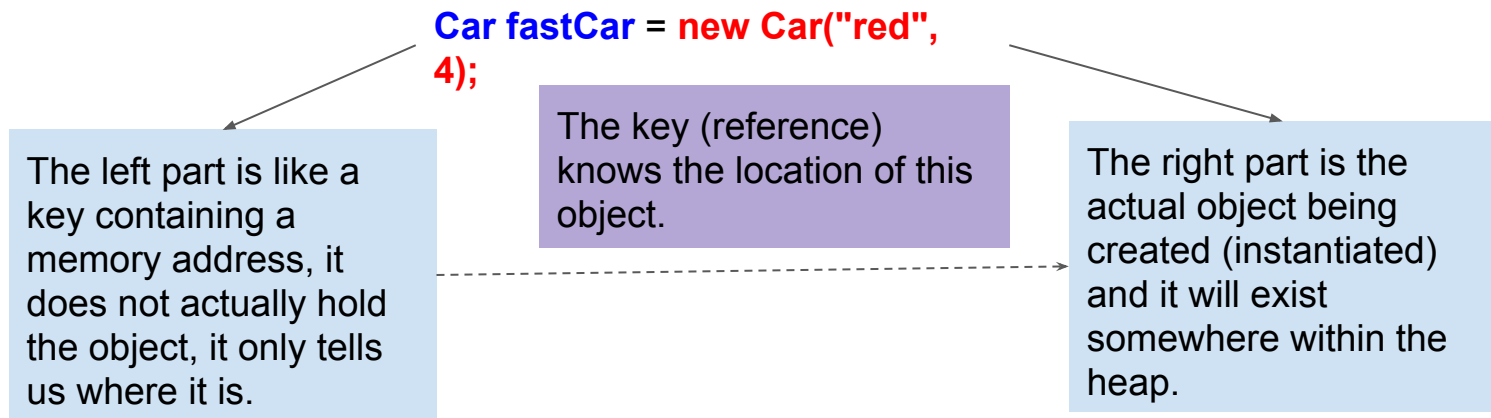 Car fastCar = new Car("red",
4);
The key (reference)
knows the location of this
object.
The left part is like a
key containing a
memory address, it
does not actually hold
the object, it only tells
us where it is.
The right part is the
actual object being
created (instantiated)
and it will exist
somewhere within the
heap.